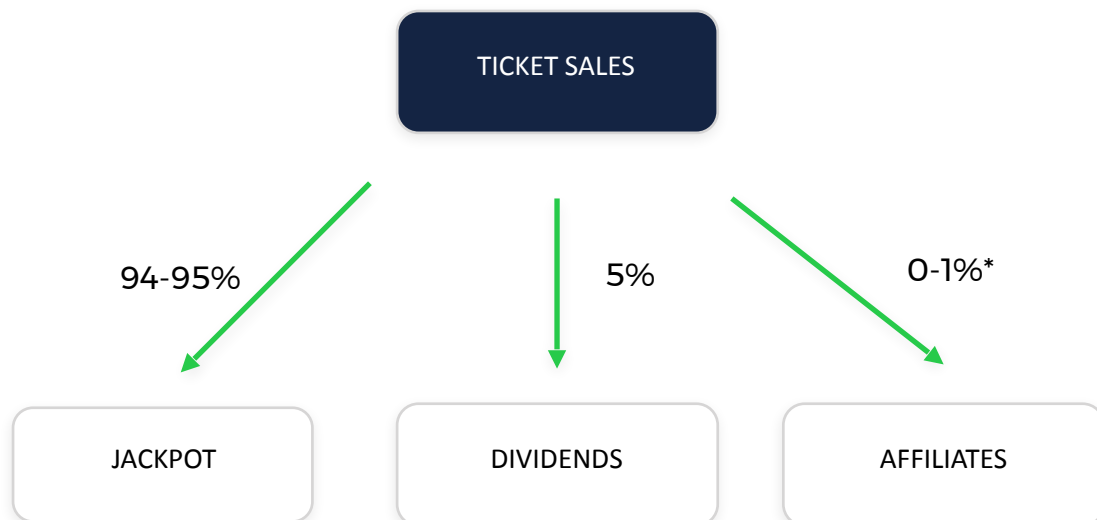 TICKET SALES
94-95%
5%
0-1%*
JACKPOT
DIVIDENDS
AFFILIATES